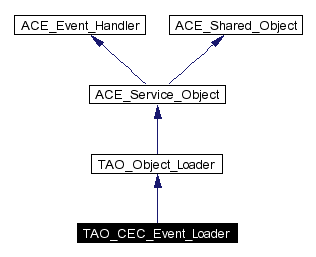 ACE_Event_Handler
ACE_Shared_Object
ACE_Service_Object
TAO_Object_Loader
TAO_CEC_Event_Loader